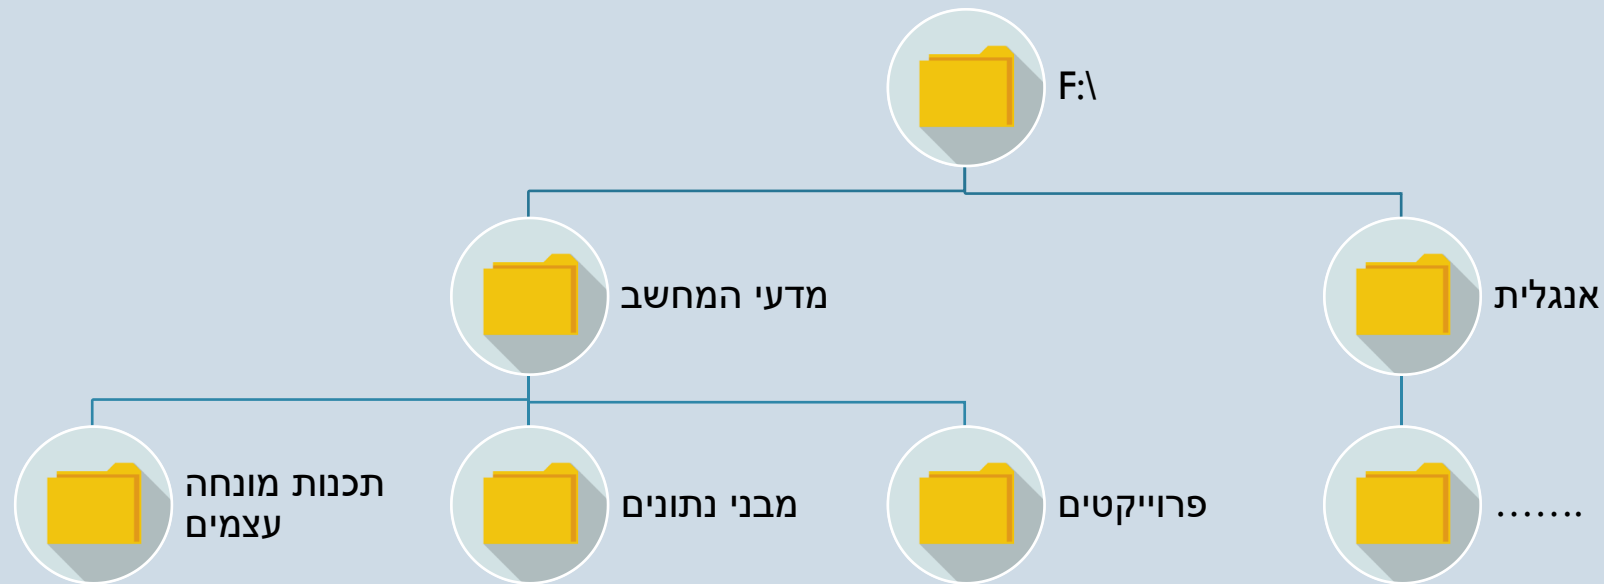 F:\
מדעי המחשב
אנגלית
תכנות מונחה
עצמים
מבני נתונים
פרוייקטים
.......